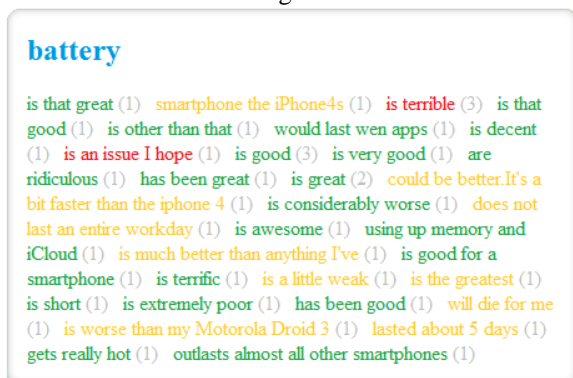 battery
is that great (1) smartphone the iPhone4s (1) is terrible (3) is that
good (1) is other than that (1) would last wen apps (1) is decent
(1) is an issue I hope (1) is good (3) is very good (1) are
ridiculous (1) has been great (1) is great (2) could be better.It's a
bit faster than the iphone 4 (1) is considerably worse (1) does not
last an entire workday (1) is awesome (1) using up memory and
iCloud (1) is much better than anything I've (1) is good for a
smartphone (1) is terrific (1) is a little weak (1) is the greatest (1)
is short (1) is extremely poor (1) has been good (1) will die for me
(1) is worse than my Motorola Droid 3 (1) lasted about 5 days (1)
gets really hot (1) outlasts almost all other smartphones (1)